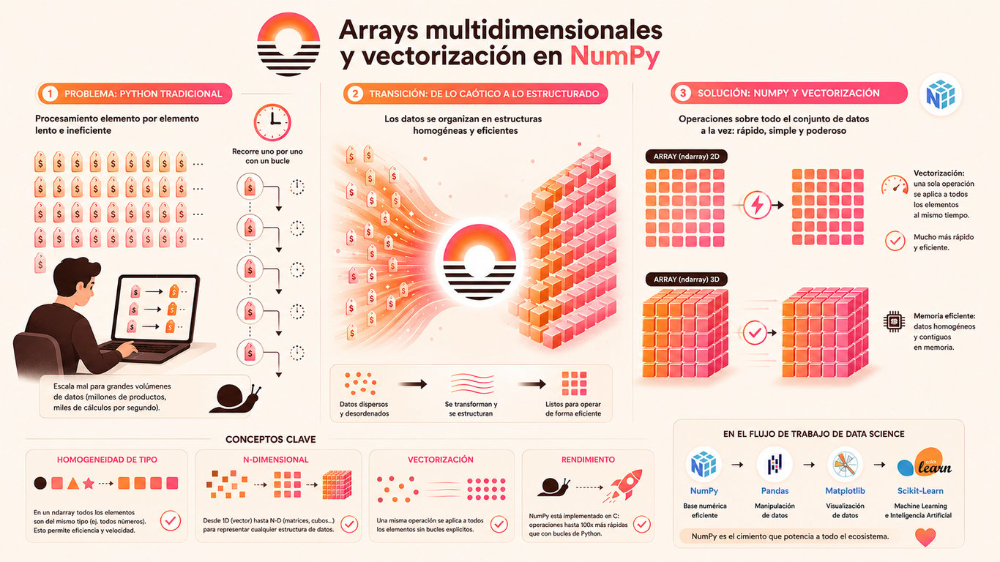 Arrays multidimensionales
y vectorización en NumPy
1 PROBLEMA: PYTHON TRADICIONAL
Procesamiento elemento por elemento
lento e ineficiente
Recorre uno por uno
con un bucle
Escala mal para grandes volúmenes
de datos (millones de productos,
miles de cálculos por segundo).
2 TRANSICIÓN: DE LO CAÓTICO A LO ESTRUCTURADO
Los datos se organizan en estructuras
homogéneas y eficientes
Datos dispersos
y desordenados
Se transforman y
se estructuran
Listos para operar
de forma eficiente
3 SOLUCIÓN: NUMPY Y VECTORIZACIÓN
Operaciones sobre todo el conjunto de datos
a la vez: rápido, simple y poderoso
ARRAY (ndarray) 2D
Vectorización:
una sola operación
se aplica a todos
los elementos
al mismo tiempo.
Mucho más rápido
y eficiente.
ARRAY (ndarray) 3D
Memoria eficiente:
datos homogéneos
y contiguos
en memoria.
CONCEPTOS CLAVE
HOMOGENEIDAD DE TIPO
En un ndarray todos los elementos
son del mismo tipo (ej. todos números).
Esto permite eficiencia y velocidad.
N-DIMENSIONAL
Desde 1D (vector) hasta N-D (matrices, cubos...)
para representar cualquier estructura de datos.
VECTORIZACIÓN
Una misma operación se aplica a todos
los elementos sin bucles explícitos.
RENDIMIENTO
NumPy está implementado en C:
operaciones hasta 100x más rápidas
que con bucles de Python.
EN EL FLUJO DE TRABAJO DE DATA SCIENCE
NumPy
Base numérica
eficiente
Pandas
Manipulación
de datos
Matplotlib
Visualización
de datos
scikit
learn
Scikit-Learn
Machine Learning
e Inteligencia Artificial
NumPy es el cimiento que potencia a todo el ecosistema.